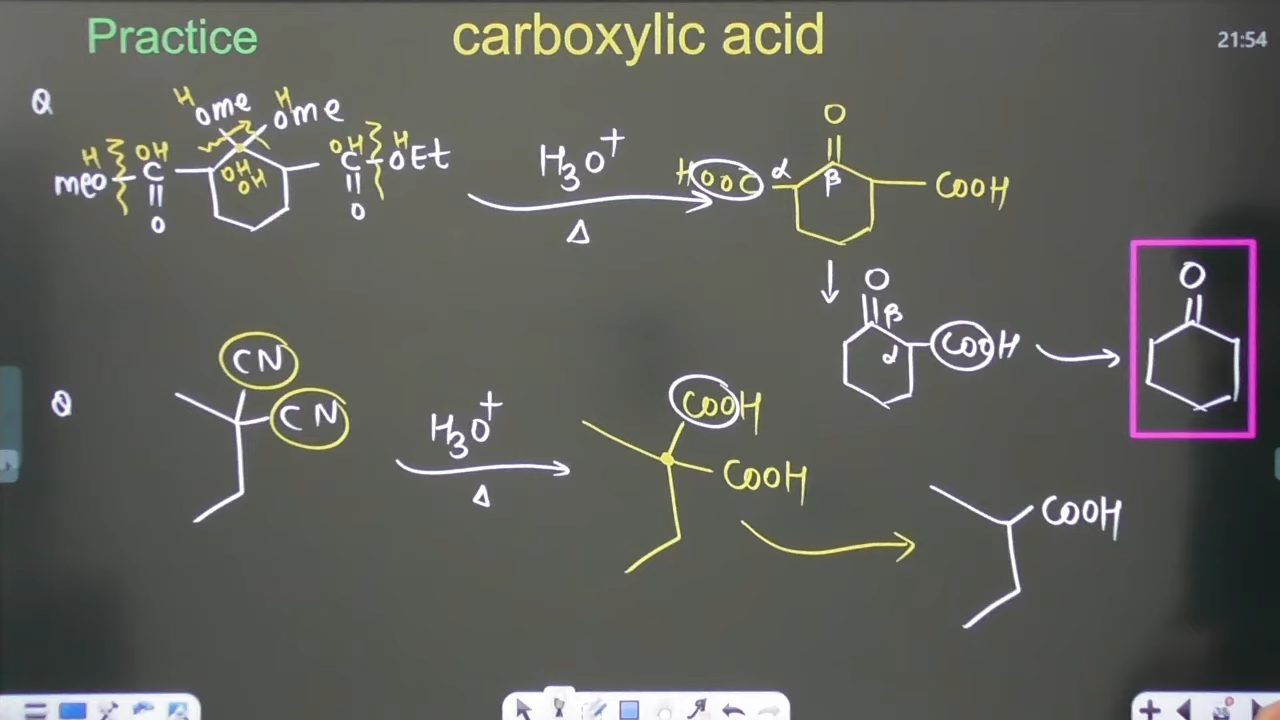 Practice
carboxylic acid
21:54
Q
H
ome
H
ome
H
meo
OH
C
O
OH
OH
OH
C
O
H
OEt
H3O+
Δ
HOOC
α
O
β
COOH
O
β
α
COOH
O
Q
CN
CN
H3O+
Δ
COOH
COOH
COOH